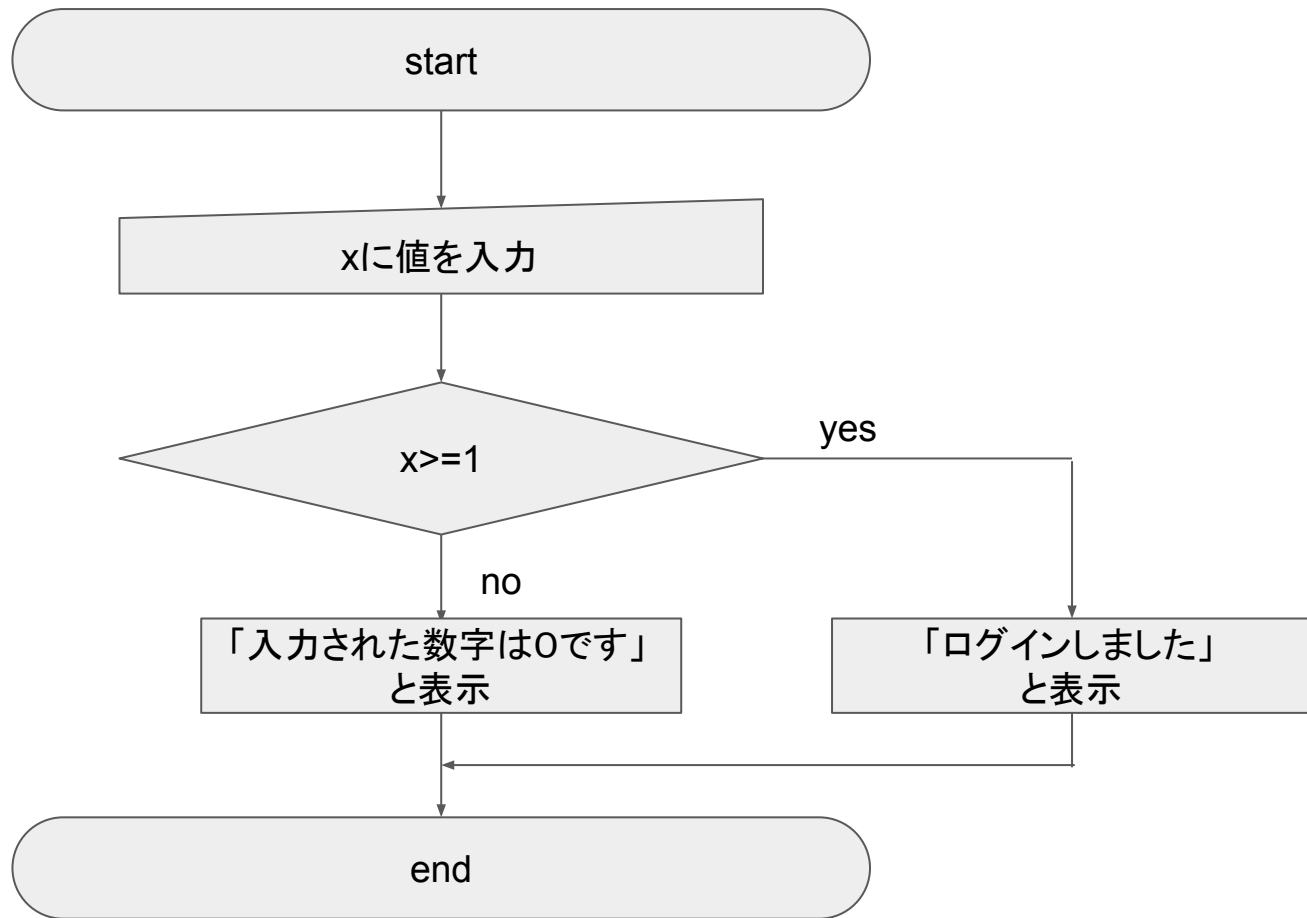 start
xに値を入力
x>=1
yes
no
「入力された数字は0です」
と表示
「ログインしました」
と表示
end